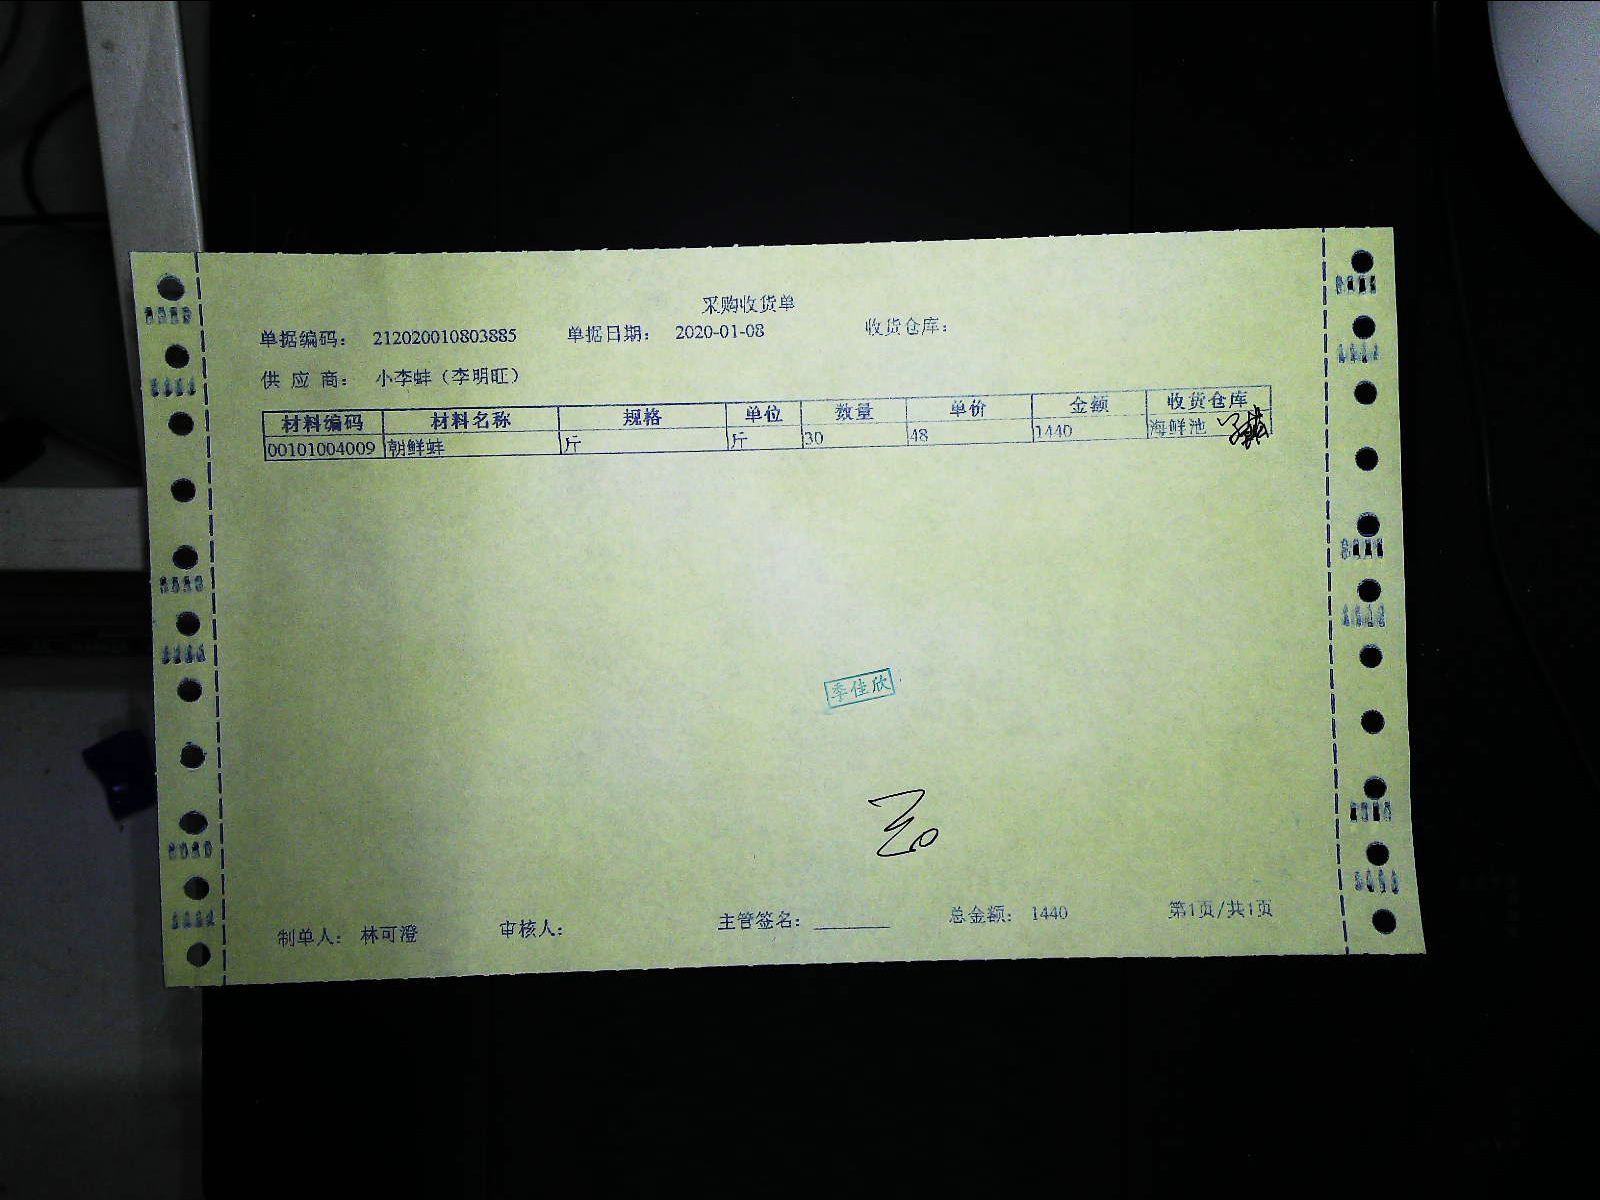 采购收货单
单据编码： 212020010803885 单据日期： 2020-01-08 收货仓库：
供 应 商： 小李蚌（李明旺）
材料编码 材料名称 规格 单位 数量 单价 金额 收货仓库
00101004009 朝鲜蚌 斤 斤 30 48 1440 海鲜池
季佳欣
制单人： 林可澄 审核人： 主管签名： 总金额： 1440 第1页/共1页